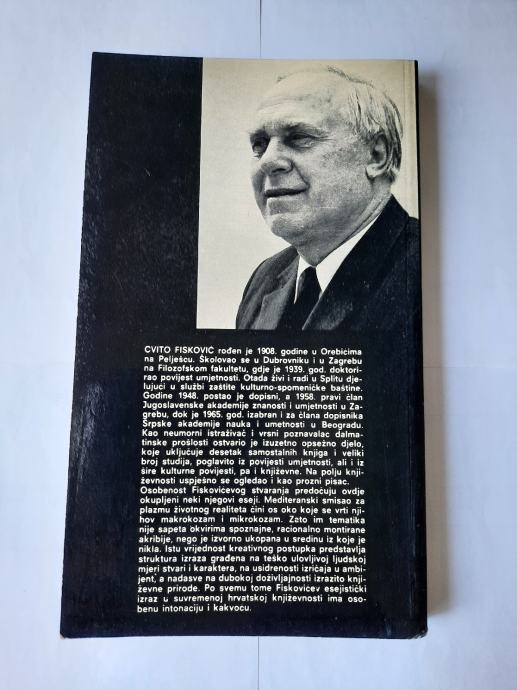 CVITO FISKOVIĆ rođen je 1908. godine u Orebićima
na Pelješcu. Školovao se u Dubrovniku i u Zagrebu
na Filozofskom fakultetu, gdje je 1939. god. doktori-
rao povijest umjetnosti. Otada živi i radi u Splitu dje-
lujući u službi zaštite kulturno-spomeničke baštine.
Godine 1948. postao je dopisni, a 1958. pravi član
Jugoslavenske akademije znanosti i umjetnosti u Za-
grebu, dok je 1965. god. izabran i za člana dopisnika
Srpske akademije nauka i umetnosti u Beogradu.
Kao neumorni istraživač i vrsni poznavalac dalma-
tinske prošlosti ostvario je izuzetno opsežno djelo,
koje uključuje desetak samostalnih knjiga i veliki
broj studija, poglavito iz povijesti umjetnosti, ali i iz
šire kulturne povijesti, pa i književne. Na polju knji-
ževnosti uspješno se ogledao i kao prozni pisac.
Osobenost Fiskovićevog stvaranja predočuju ovdje
okupljeni neki njegovi eseji. Mediteranski smisao za
plazmu životnog realiteta čini os oko koje se vrti nji-
hov makrokozam i mikrokozam. Zato im tematika
nije sapeta okvirima spoznaje, racionalno montirane
akribije, nego je izvorno ukopana u sredinu iz koje je
nikla. Istu vrijednost kreativnog postupka predstavlja
struktura izraza građena na teško ulovljivoj ljudskoj
mjeri stvari i karaktera, na usidrenosti izričaja u ambi-
jent, a nadasve na dubokoj doživljajnosti izrazito knji-
ževne prirode. Po svemu tome Fiskovićev esejistički
izraz u suvremenoj hrvatskoj književnosti ima oso-
benu intonaciju i kakvoću.